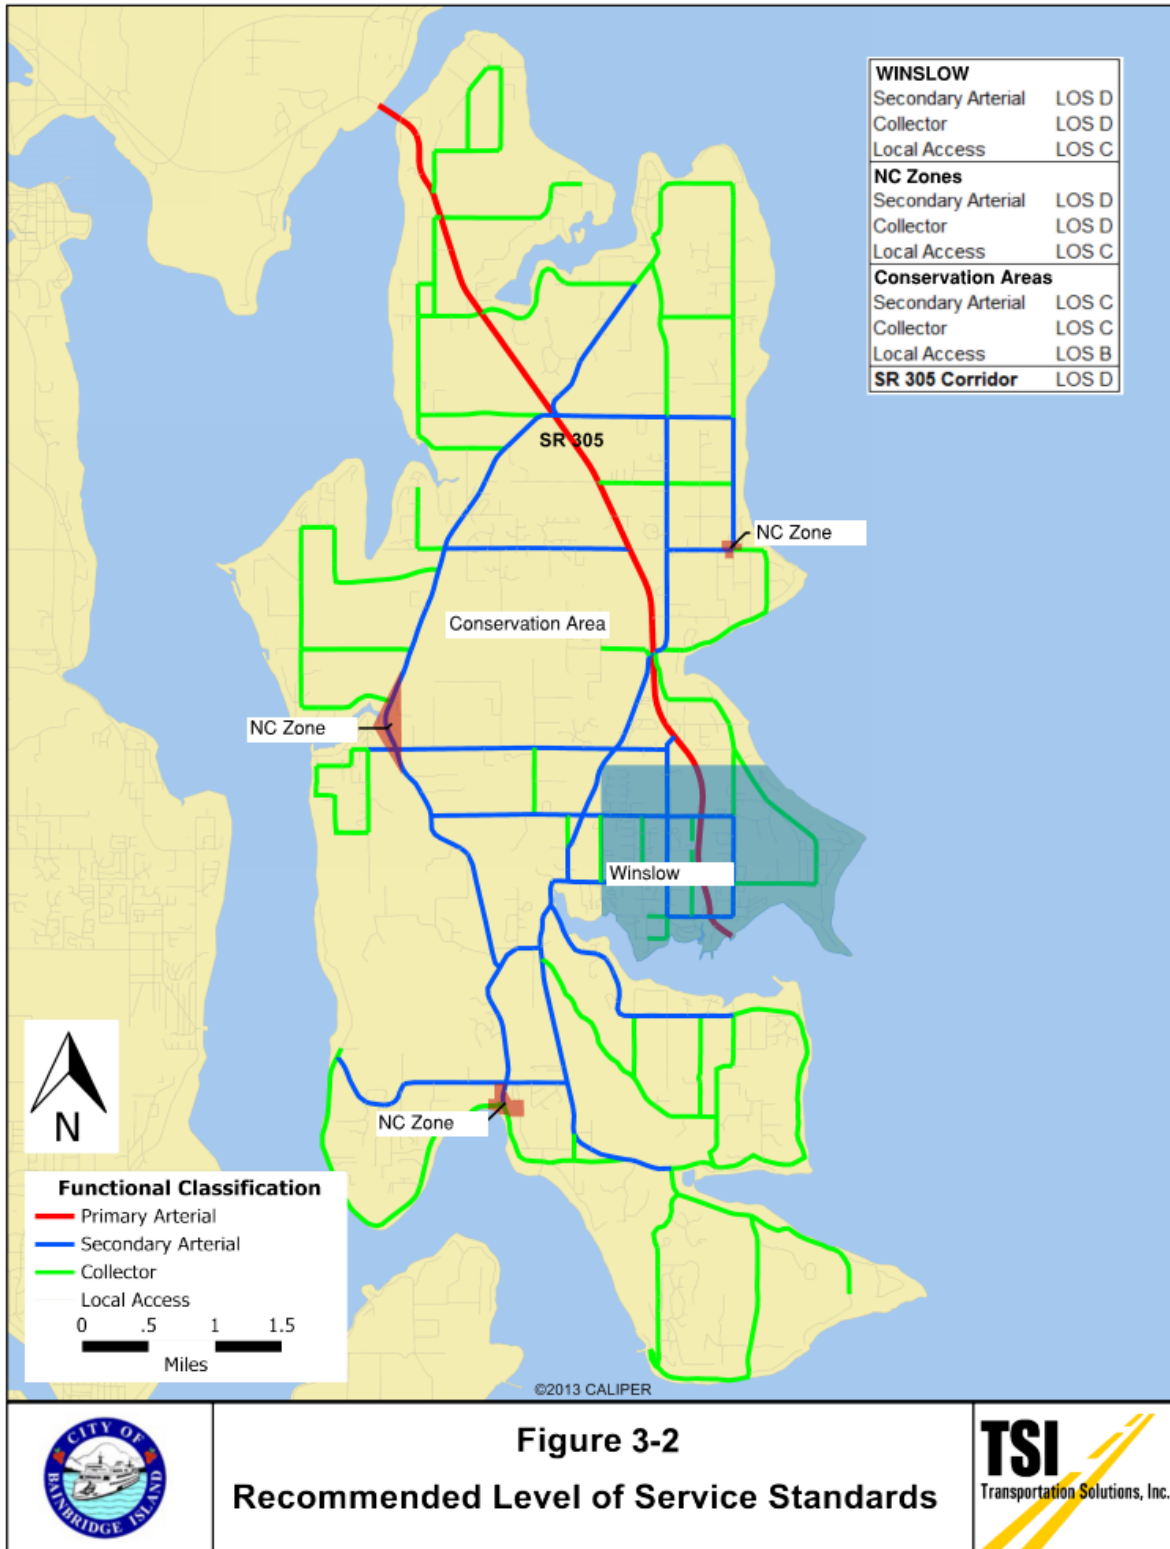 WINSLOW
Secondary Arterial LOS D
Collector LOS D
Local Access LOS C
NC Zones
Secondary Arterial LOS D
Collector LOS D
Local Access LOS C
Conservation Areas
Secondary Arterial LOS C
Collector LOS C
Local Access LOS B
SR 305 Corridor LOS D
SR 305
NC Zone
Conservation Area
NC Zone
Winslow
NC Zone
N
Functional Classification
Primary Arterial
Secondary Arterial
Collector
Local Access
0 .5 1 1.5
Miles
©2013 CALIPER
CITY OF
BAINBRIDGE ISLAND
Figure 3-2
Recommended Level of Service Standards
TSI
Transportation Solutions, Inc.